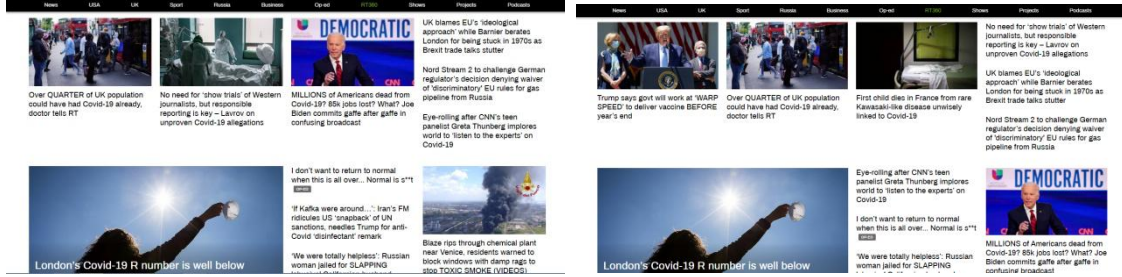 News USA UK Sport Russia Business Op-ed RT360 Shows Projects Podcasts
DEMOCRATIC
CNN
Over QUARTER of UK population
could have had Covid-19 already,
doctor tells RT
No need for 'show trials' of Western
journalists, but responsible
reporting is key – Lavrov on
unproven Covid-19 allegations
MILLIONS of Americans dead from
Covid-19? 85k jobs lost? What? Joe
Biden commits gaffe after gaffe in
confusing broadcast
UK blames EU's 'ideological
approach' while Barnier berates
London for being stuck in 1970s as
Brexit trade talks stutter
Nord Stream 2 to challenge German
regulator's decision denying waiver
of 'discriminatory' EU rules for gas
pipeline from Russia
Eye-rolling after CNN's teen
panelist Greta Thunberg implores
world to 'listen to the experts' on
Covid-19
London's Covid-19 R number is well below
I don't want to return to normal
when this is all over... Normal is s**t
OP-ED
'If Kafka were around…': Iran's FM
ridicules US 'snapback' of UN
sanctions, needles Trump for anti-
Covid 'disinfectant' remark
'We were totally helpless': Russian
woman jailed for SLAPPING
Blaze rips through chemical plant
near Venice, residents warned to
block windows with damp rags to
stop TOXIC SMOKE (VIDEOS)
News USA UK Sport Russia Business Op-ed RT360 Shows Projects Podcasts
Trump says govt will work at 'WARP
SPEED' to deliver vaccine BEFORE
year's end
Over QUARTER of UK population
could have had Covid-19 already,
doctor tells RT
First child dies in France from rare
Kawasaki-like disease unwisely
linked to Covid-19
No need for 'show trials' of Western
journalists, but responsible
reporting is key – Lavrov on
unproven Covid-19 allegations
UK blames EU's 'ideological
approach' while Barnier berates
London for being stuck in 1970s as
Brexit trade talks stutter
Nord Stream 2 to challenge German
regulator's decision denying waiver
of 'discriminatory' EU rules for gas
pipeline from Russia
London's Covid-19 R number is well below
Eye-rolling after CNN's teen
panelist Greta Thunberg implores
world to 'listen to the experts' on
Covid-19
I don't want to return to normal
when this is all over... Normal is s**t
OP-ED
'We were totally helpless': Russian
woman jailed for SLAPPING
DEMOCRATIC
CNN
MILLIONS of Americans dead from
Covid-19? 85k jobs lost? What? Joe
Biden commits gaffe after gaffe in
confusing broadcast